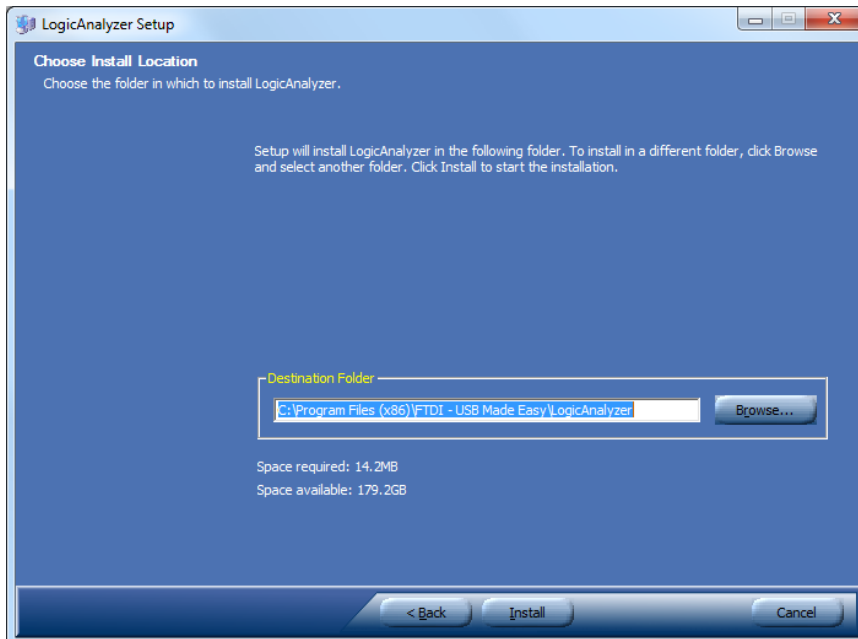 LogicAnalyzer Setup
Choose Install Location
Choose the folder in which to install LogicAnalyzer.
Setup will install LogicAnalyzer in the following folder. To install in a different folder, click Browse
and select another folder. Click Install to start the installation.
Destination Folder
C:\Program Files (x86)\FTDI - USB Made Easy\LogicAnalyzer
Browse...
Space required: 14.2MB
Space available: 179.2GB
< Back
Install
Cancel